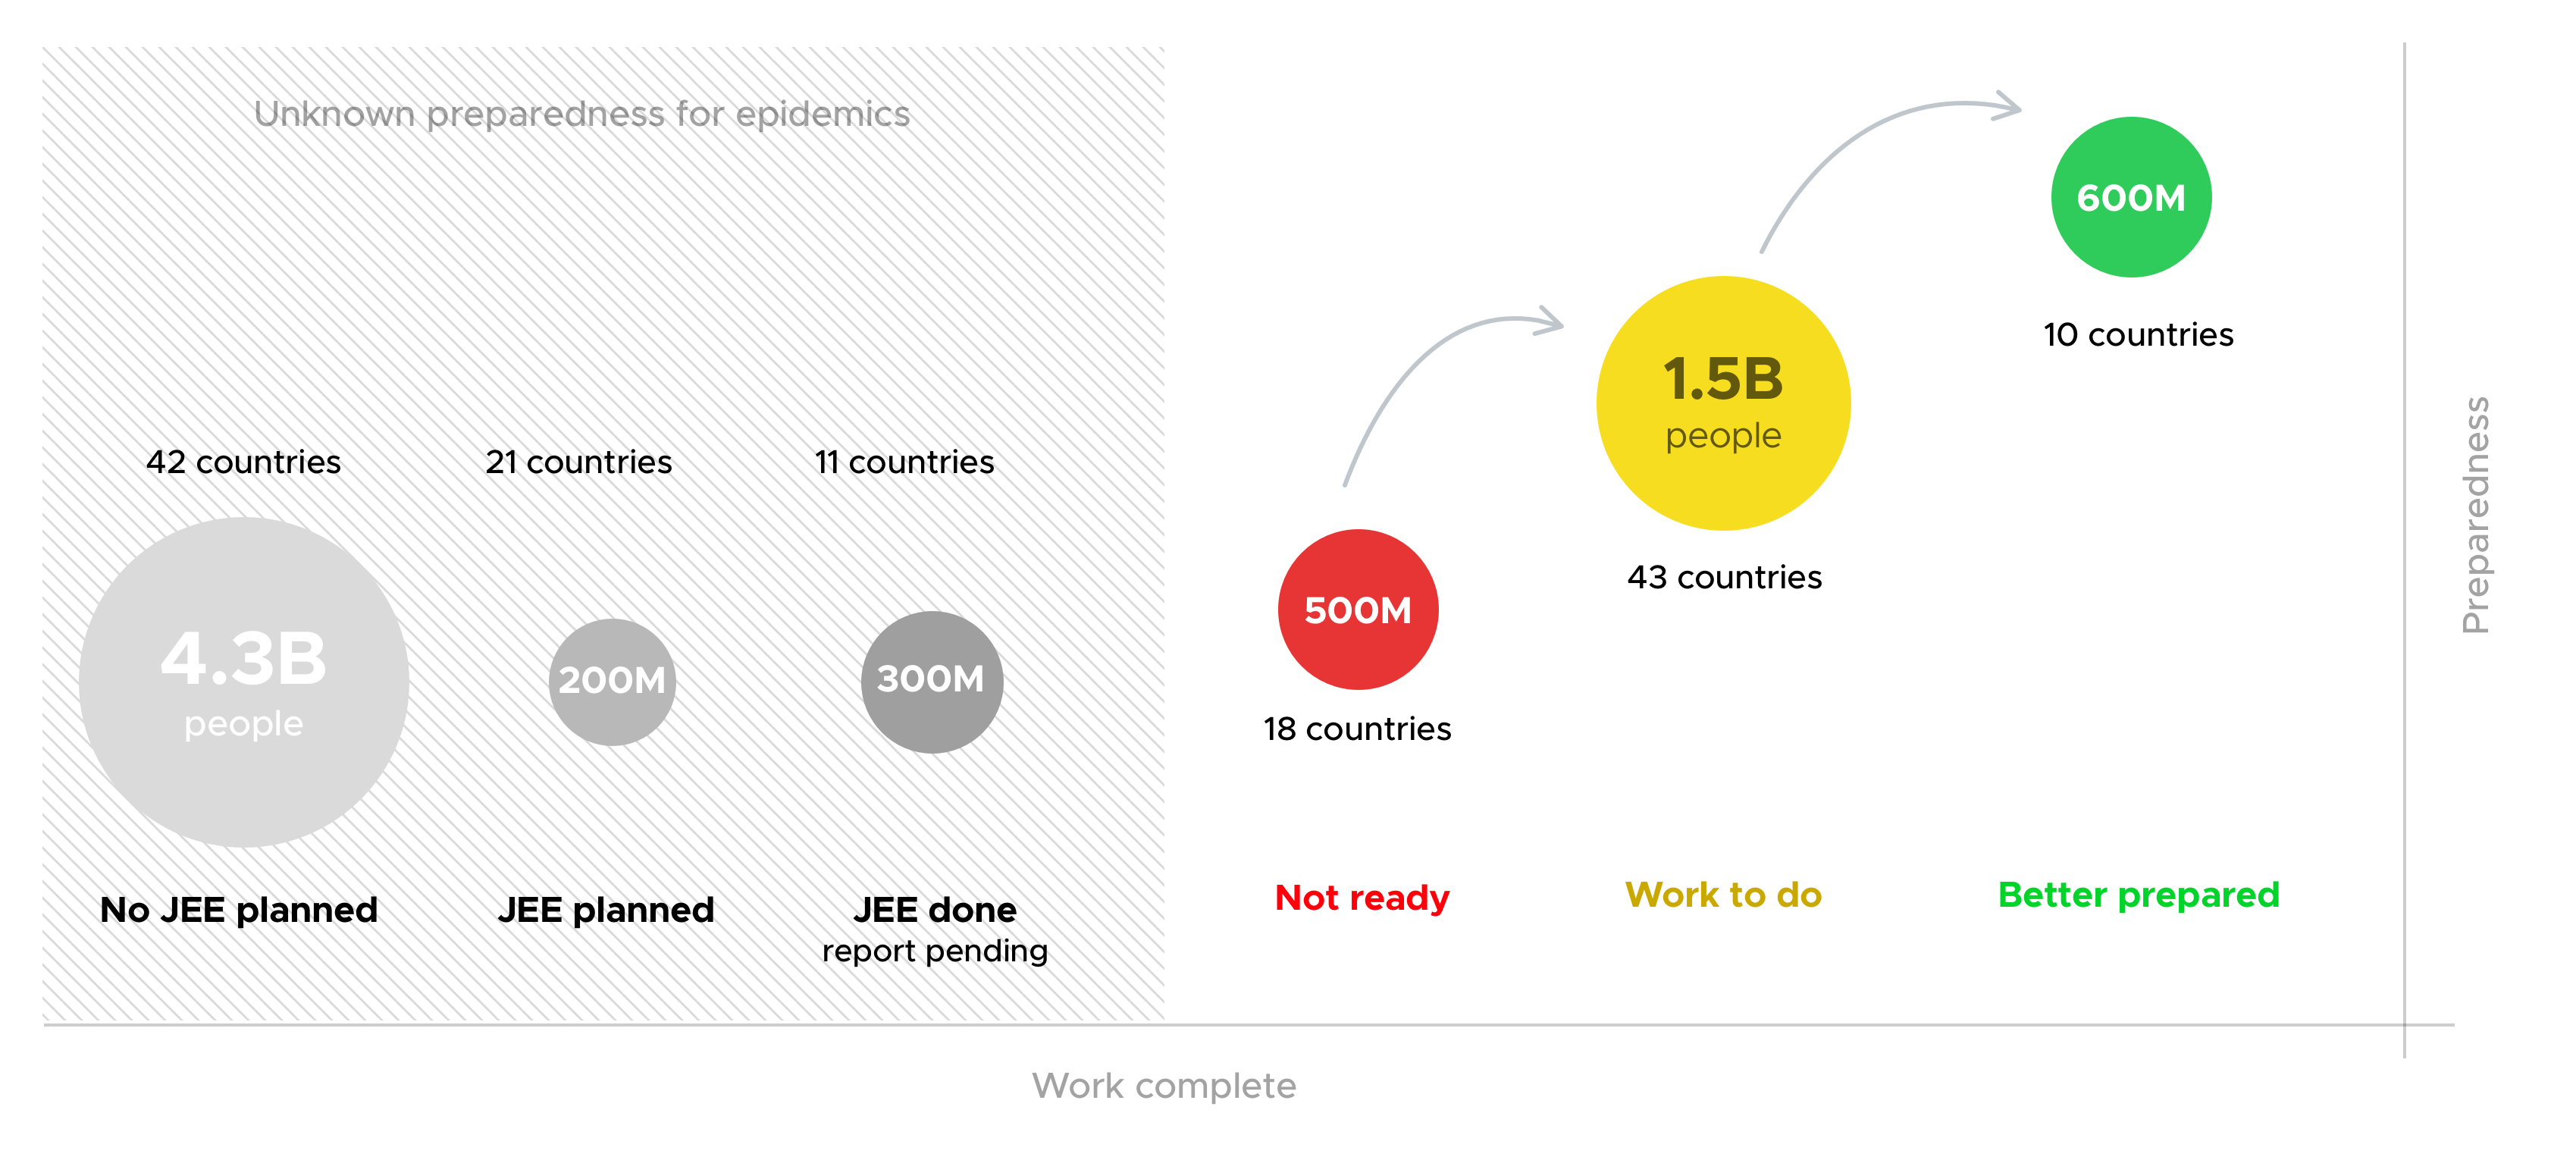 Unknown preparedness for epidemics
42 countries
21 countries
11 countries
4.3B
people
200M
300M
No JEE planned
JEE planned
JEE done
report pending
500M
18 countries
Not ready
1.5B
people
43 countries
Work to do
600M
10 countries
Better prepared
Preparedness
Work complete